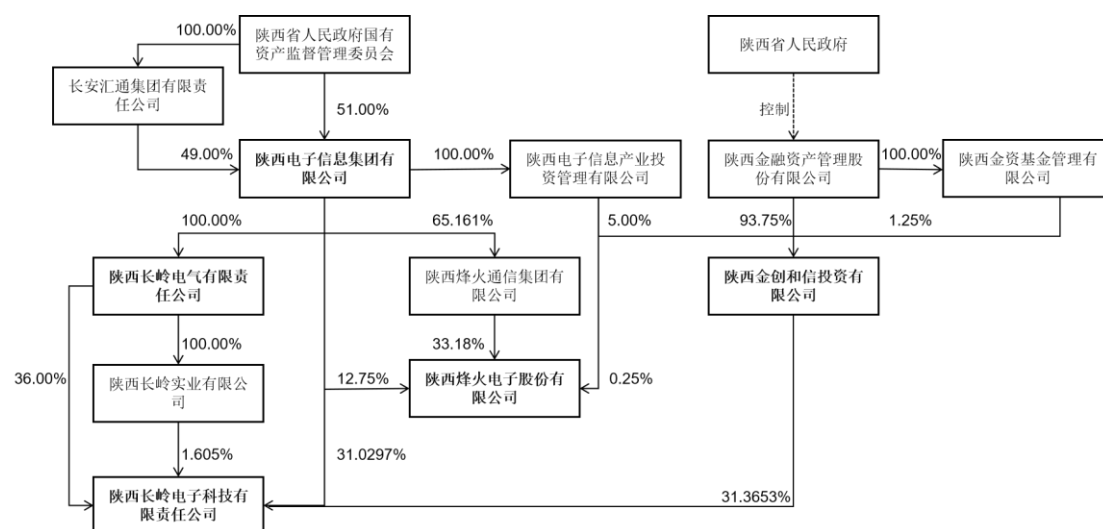 100.00%
陕西省人民政府国有
资产监督管理委员会
陕西省人民政府
长安汇通集团有限责
任公司
51.00%
控制
49.00%
陕西电子信息集团有
限公司
100.00%
陕西电子信息产业投
资管理有限公司
陕西金融资产管理股
份有限公司
100.00%
陕西金资基金管理有
限公司
100.00%
65.161%
5.00%
93.75%
1.25%
陕西长岭电气有限责
任公司
陕西烽火通信集团有
限公司
陕西金创和信投资有
限公司
100.00%
33.18%
36.00%
陕西长岭实业有限公
司
12.75%
陕西烽火电子股份有
限公司
0.25%
1.605%
31.0297%
陕西长岭电子科技有
限责任公司
31.3653%